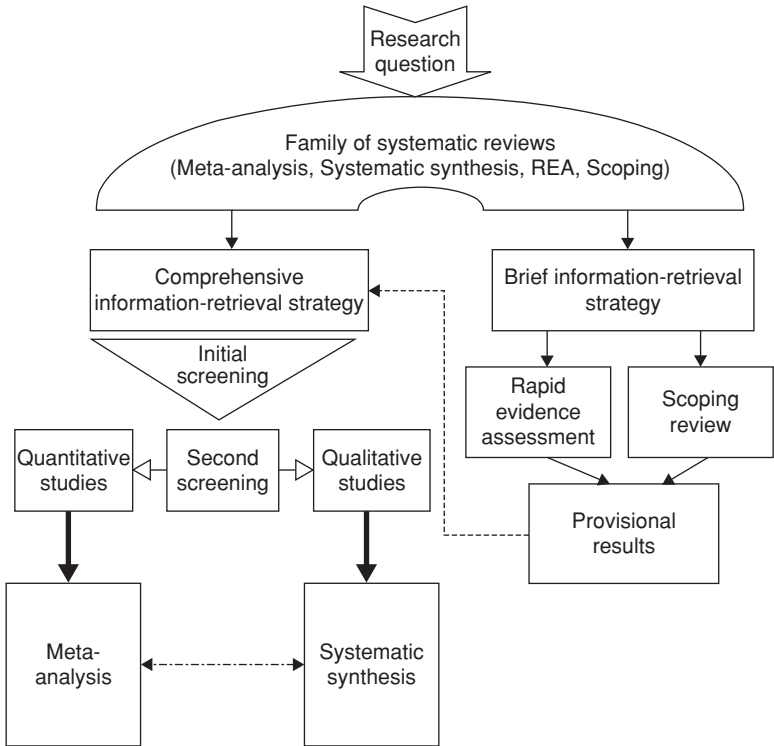 Research
question
Family of systematic reviews
(Meta-analysis, Systematic synthesis, REA, Scoping)
Comprehensive
information-retrieval strategy
Brief information-retrieval
strategy
Initial
screening
Rapid
evidence
assessment
Scoping
review
Quantitative
studies
Second
screening
Qualitative
studies
Provisional
results
Meta-
analysis
Systematic
synthesis